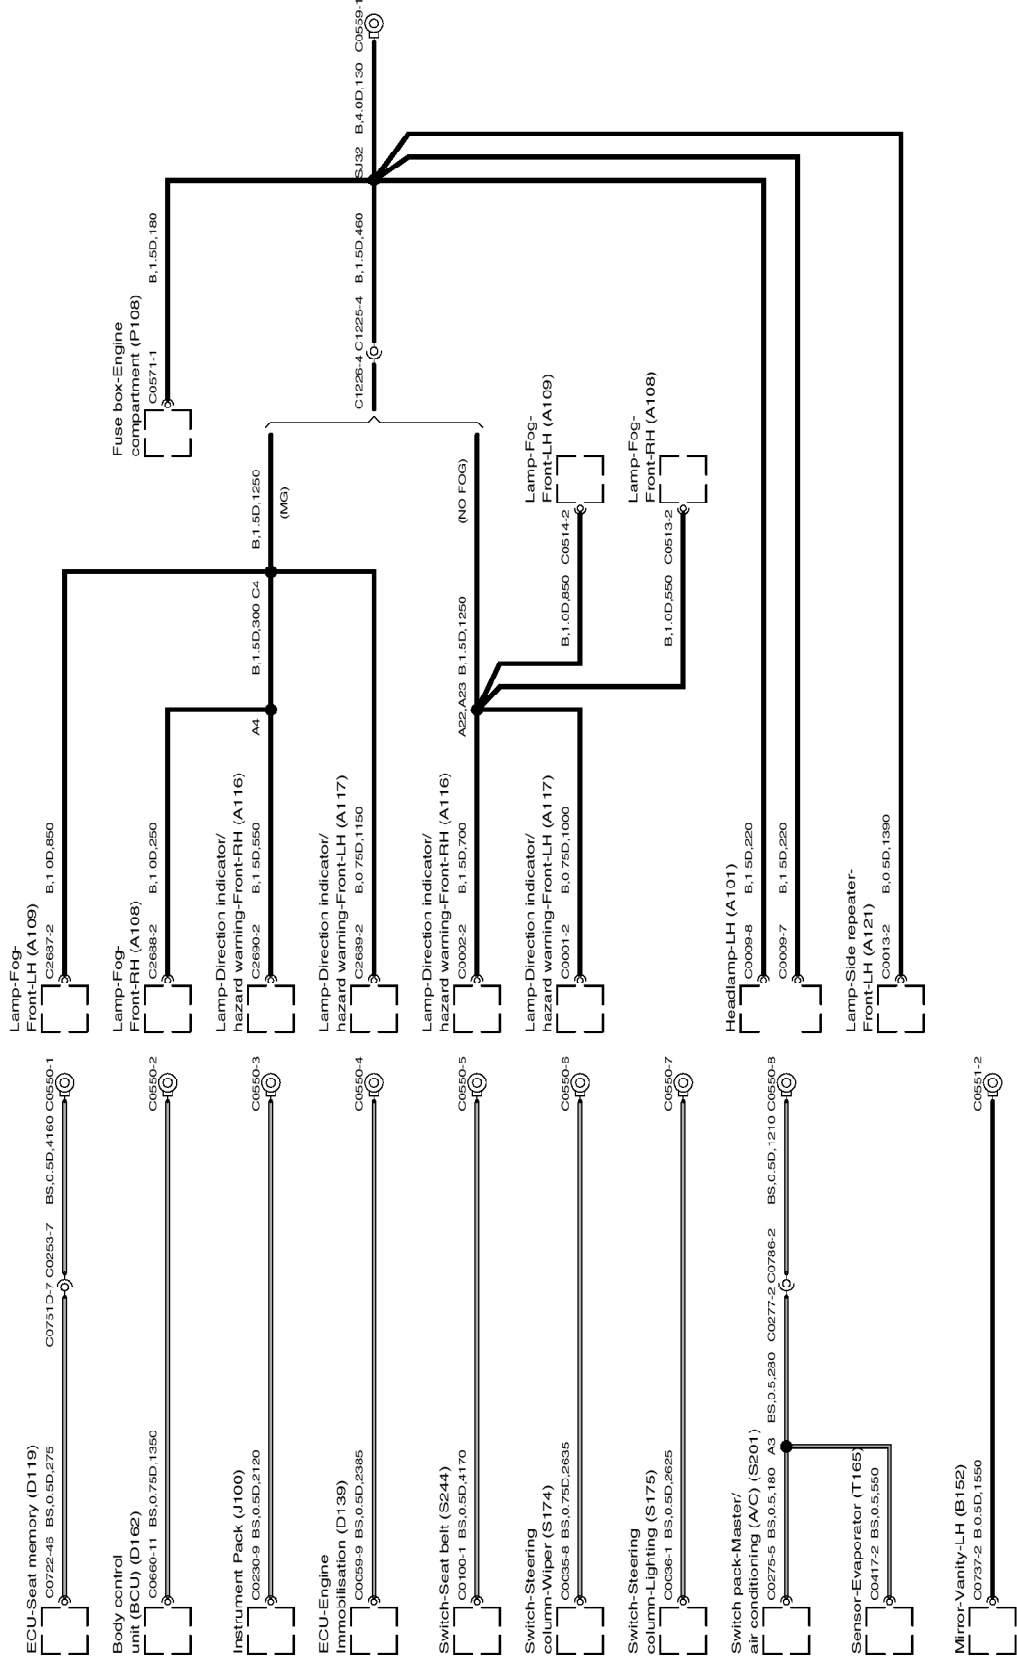 ECU-Seat memory (D119)
C0722-46 BS,0.5D,275
C0751D-7 C0253-7
BS,0.5D,4160 C0550-1
Body control
unit (BCU) (D162)
C0660-11 BS,0.75D,1350
C0550-2
Instrument Pack (J100)
C0230-9 BS,0.5D,2120
C0550-3
ECU-Engine
Immobilisation (D139)
C0059-9 BS,0.5D,2385
C0550-4
Switch-Seat belt (S244)
C0100-1 BS,0.5D,4170
C0550-5
Switch-Steering
column-Wiper (S174)
C0035-8 BS,0.75D,2635
C0550-6
Switch-Steering
column-Lighting (S175)
C0036-1 BS,0.5D,2625
C0550-7
Switch pack-Master/
air conditioning (A/C) (S201)
C0275-5 BS,0.5,180 A3 BS,0.5,280
C0277-2 C0786-2
BS,0.5D,1210 C0550-8
Sensor-Evaporator (T165)
C0417-2 BS,0.5,550
Mirror-Vanity-LH (B152)
C0737-2 B,0.5D,1550
C0551-2
Lamp-Fog-
Front-LH (A109)
C2687-2 B,1.0D,850
Lamp-Fog-
Front-RH (A108)
C2688-2 B,1.0D,250
Lamp-Direction indicator/
hazard warning-Front-RH (A116)
C2690-2 B,1.5D,550
A4
B,1.5D,300 C4
B,1.5D,1250
(MG)
Lamp-Direction indicator/
hazard warning-Front-LH (A117)
C2689-2 B,0.75D,1150
Lamp-Direction indicator/
hazard warning-Front-RH (A116)
C0002-2 B,1.5D,700
A22,A23 B,1.5D,1250
(NO FOG)
Lamp-Direction indicator/
hazard warning-Front-LH (A117)
C0001-2 B,0.75D,1000
B,1.0D,850 C0514-2
Lamp-Fog-
Front-LH (A109)
B,1.0D,550 C0513-2
Lamp-Fog-
Front-RH (A108)
Fuse box-Engine
compartment (P108)
C0571-1 B,1.5D,180
C1226-4 C1225-4
B,1.5D,460
SJ32
B,4.0D,130 C0559-1
Headlamp-LH (A101)
C0009-8 B,1.5D,220
C0009-7 B,1.5D,220
Lamp-Side repeater-
Front-LH (A121)
C0013-2 B,0.5D,1390